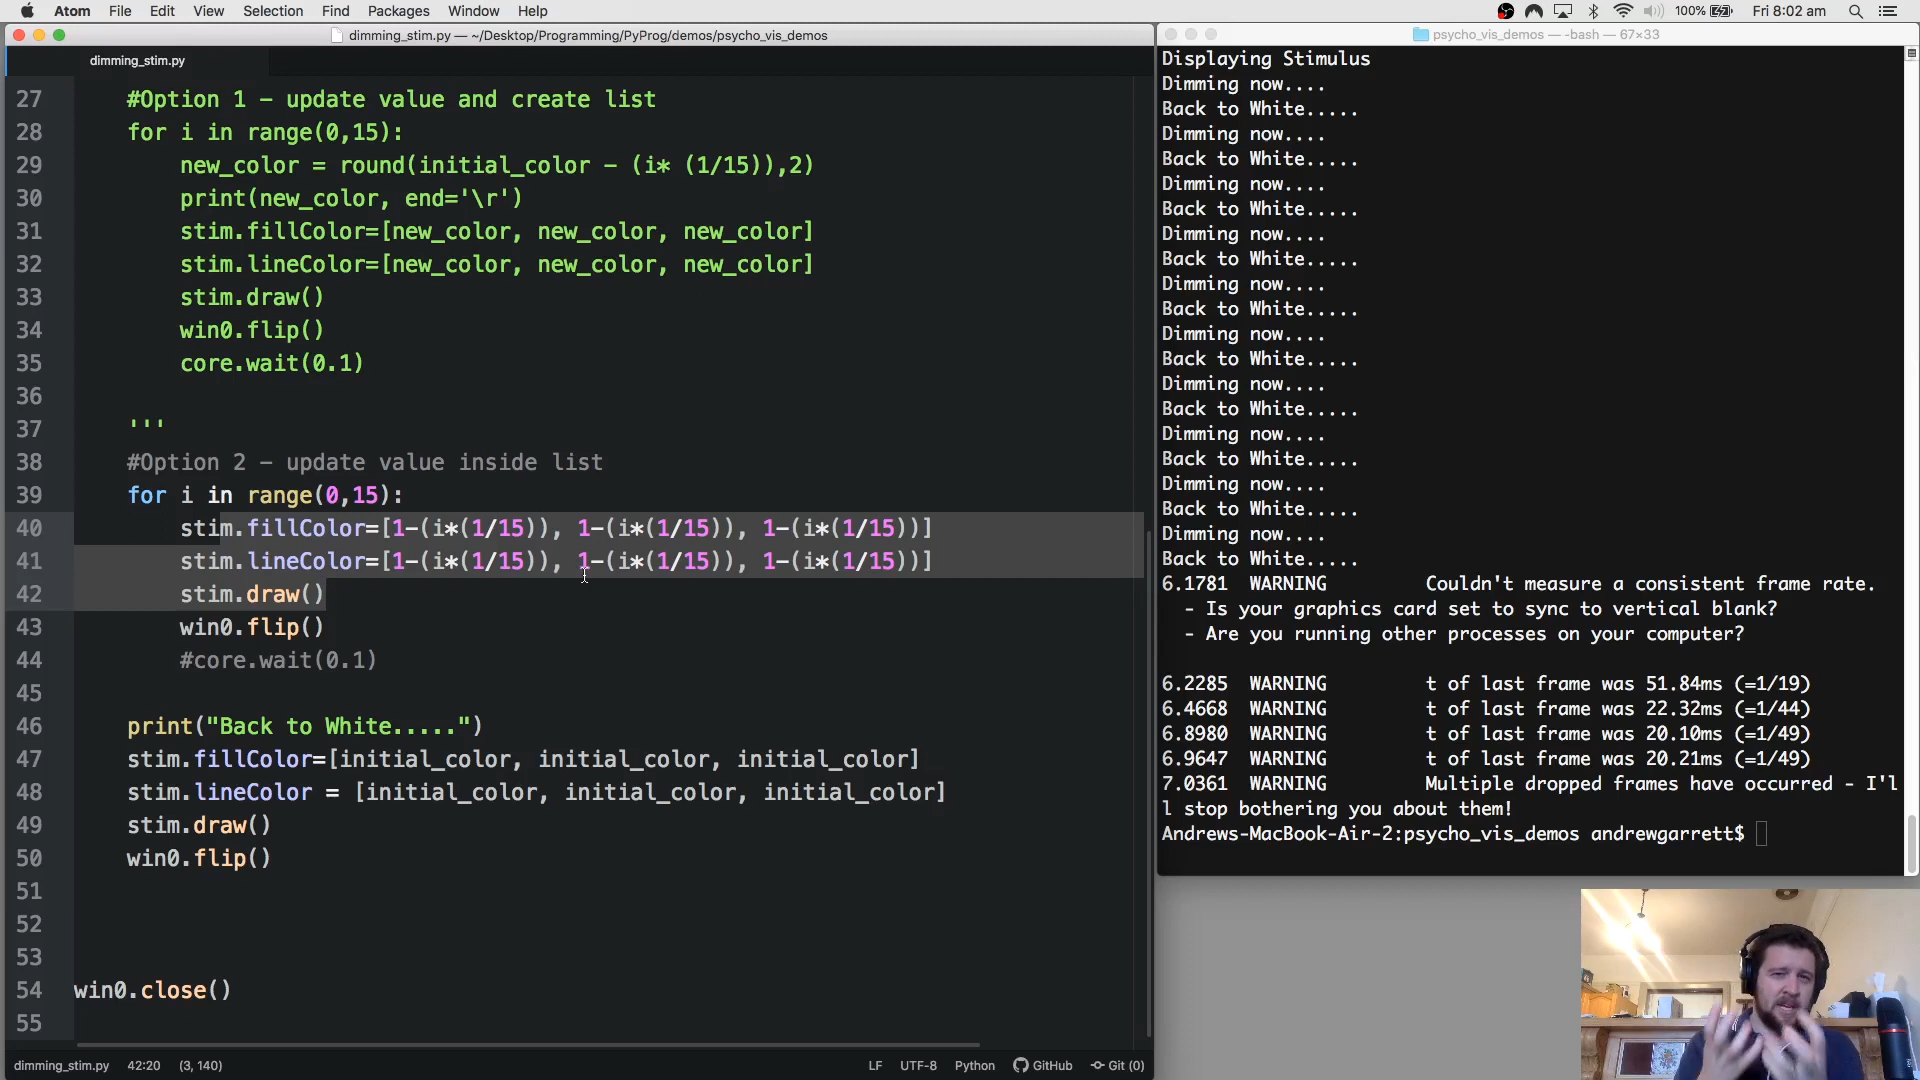 Atom File Edit View Selection Find Packages Window Help
100% Fri 8:02 am
dimming_stim.py — ~/Desktop/Programming/PyProg/demos/psycho_vis_demos
dimming_stim.py
27 #Option 1 – update value and create list
28 for i in range(0,15):
29 new_color = round(initial_color – (i* (1/15)),2)
30 print(new_color, end='\r')
31 stim.fillColor=[new_color, new_color, new_color]
32 stim.lineColor=[new_color, new_color, new_color]
33 stim.draw()
34 win0.flip()
35 core.wait(0.1)
36
37 '''
38 #Option 2 – update value inside list
39 for i in range(0,15):
40 stim.fillColor=[1-(i*(1/15)), 1-(i*(1/15)), 1-(i*(1/15))]
41 stim.lineColor=[1-(i*(1/15)), 1-(i*(1/15)), 1-(i*(1/15))]
42 stim.draw()
43 win0.flip()
44 #core.wait(0.1)
45
46 print("Back to White.....")
47 stim.fillColor=[initial_color, initial_color, initial_color]
48 stim.lineColor = [initial_color, initial_color, initial_color]
49 stim.draw()
50 win0.flip()
51
52
53
54 win0.close()
55
dimming_stim.py 42:20 (3, 140) LF UTF-8 Python GitHub Git (0)
psycho_vis_demos — -bash — 67×33
Displaying Stimulus
Dimming now....
Back to White.....
Dimming now....
Back to White.....
Dimming now....
Back to White.....
Dimming now....
Back to White.....
Dimming now....
Back to White.....
Dimming now....
Back to White.....
Dimming now....
Back to White.....
Dimming now....
Back to White.....
Dimming now....
Back to White.....
Dimming now....
Back to White.....
6.1781 WARNING Couldn't measure a consistent frame rate.
- Is your graphics card set to sync to vertical blank?
- Are you running other processes on your computer?
6.2285 WARNING t of last frame was 51.84ms (=1/19)
6.4668 WARNING t of last frame was 22.32ms (=1/44)
6.8980 WARNING t of last frame was 20.10ms (=1/49)
6.9647 WARNING t of last frame was 20.21ms (=1/49)
7.0361 WARNING Multiple dropped frames have occurred - I'l
l stop bothering you about them!
Andrews-MacBook-Air-2:psycho_vis_demos andrewgarrett$